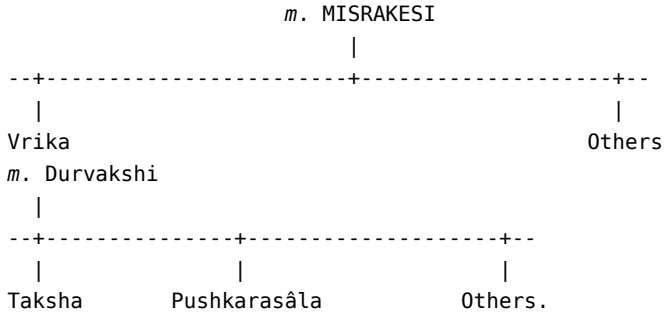 m. MISRAKESI
|
--+-----------------------+--------------------+--
| |
Vrika Others
m. Durvakshi
|
--+---------------+--------------------+--
| | |
Taksha Pushkarasâla Others.